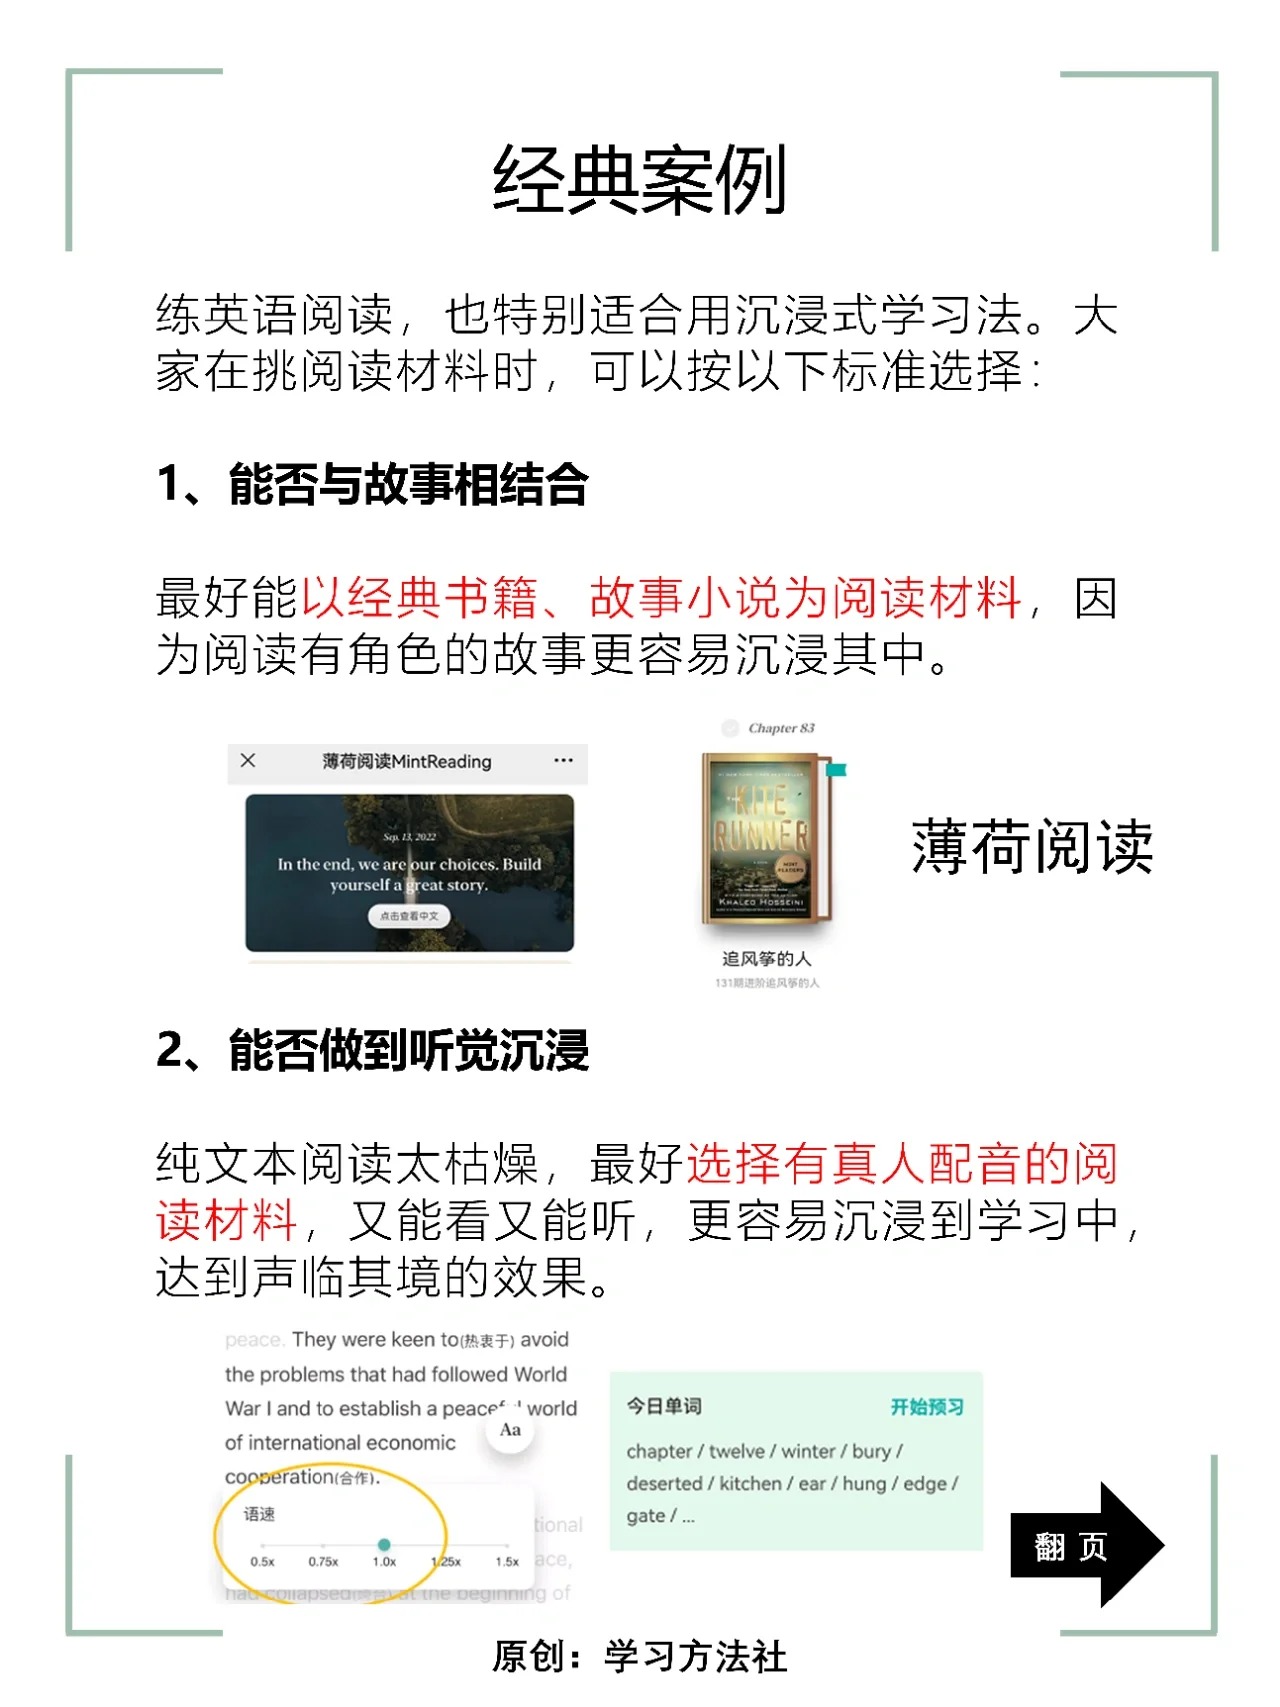 经典案例
练英语阅读，也特别适合用沉浸式学习法。大
家在挑阅读材料时，可以按以下标准选择：
1、能否与故事相结合
最好能以经典书籍、故事小说为阅读材料，因
为阅读有角色的故事更容易沉浸其中。
薄荷阅读MintReading
Sep. 13, 2022
In the end, we are our choices. Build
yourself a great story.
点击查看中文
Chapter 83
THE
KITE
RUNNER
MINT
READERS
KHALED HOSSEINI
追风筝的人
131期进阶追风筝的人
薄荷阅读
2、能否做到听觉沉浸
纯文本阅读太枯燥，最好选择有真人配音的阅
读材料，又能看又能听，更容易沉浸到学习中，
达到声临其境的效果。
peace. They were keen to(热衷于) avoid
the problems that had followed World
War I and to establish a peaceful world
of international economic
cooperation(合作).
Aa
语速
0.5x 0.75x 1.0x 1.25x 1.5x
tional
ace,
had collapsed at the beginning of
今日单词 开始预习
chapter / twelve / winter / bury /
deserted / kitchen / ear / hung / edge /
gate / ...
翻 页
原创：学习方法社